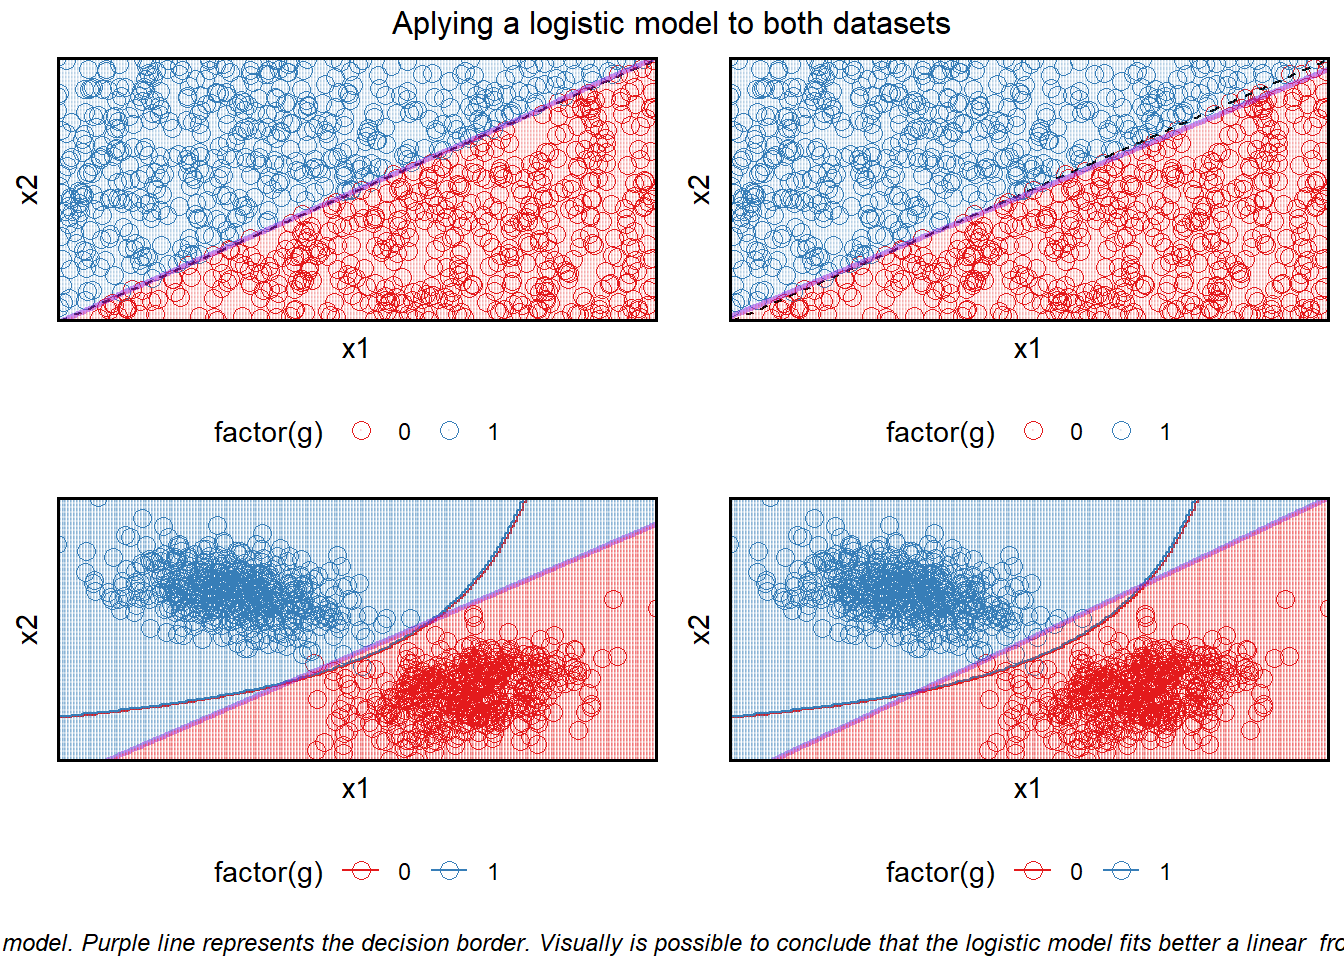 Aplying a logistic model to both datasets
x2
x2
x1
x1
factor(g) 0 1
factor(g) 0 1
x2
x2
x1
x1
factor(g) 0 1
factor(g) 0 1
model. Purple line represents the decision border. Visually is possible to conclude that the logistic model fits better a linear